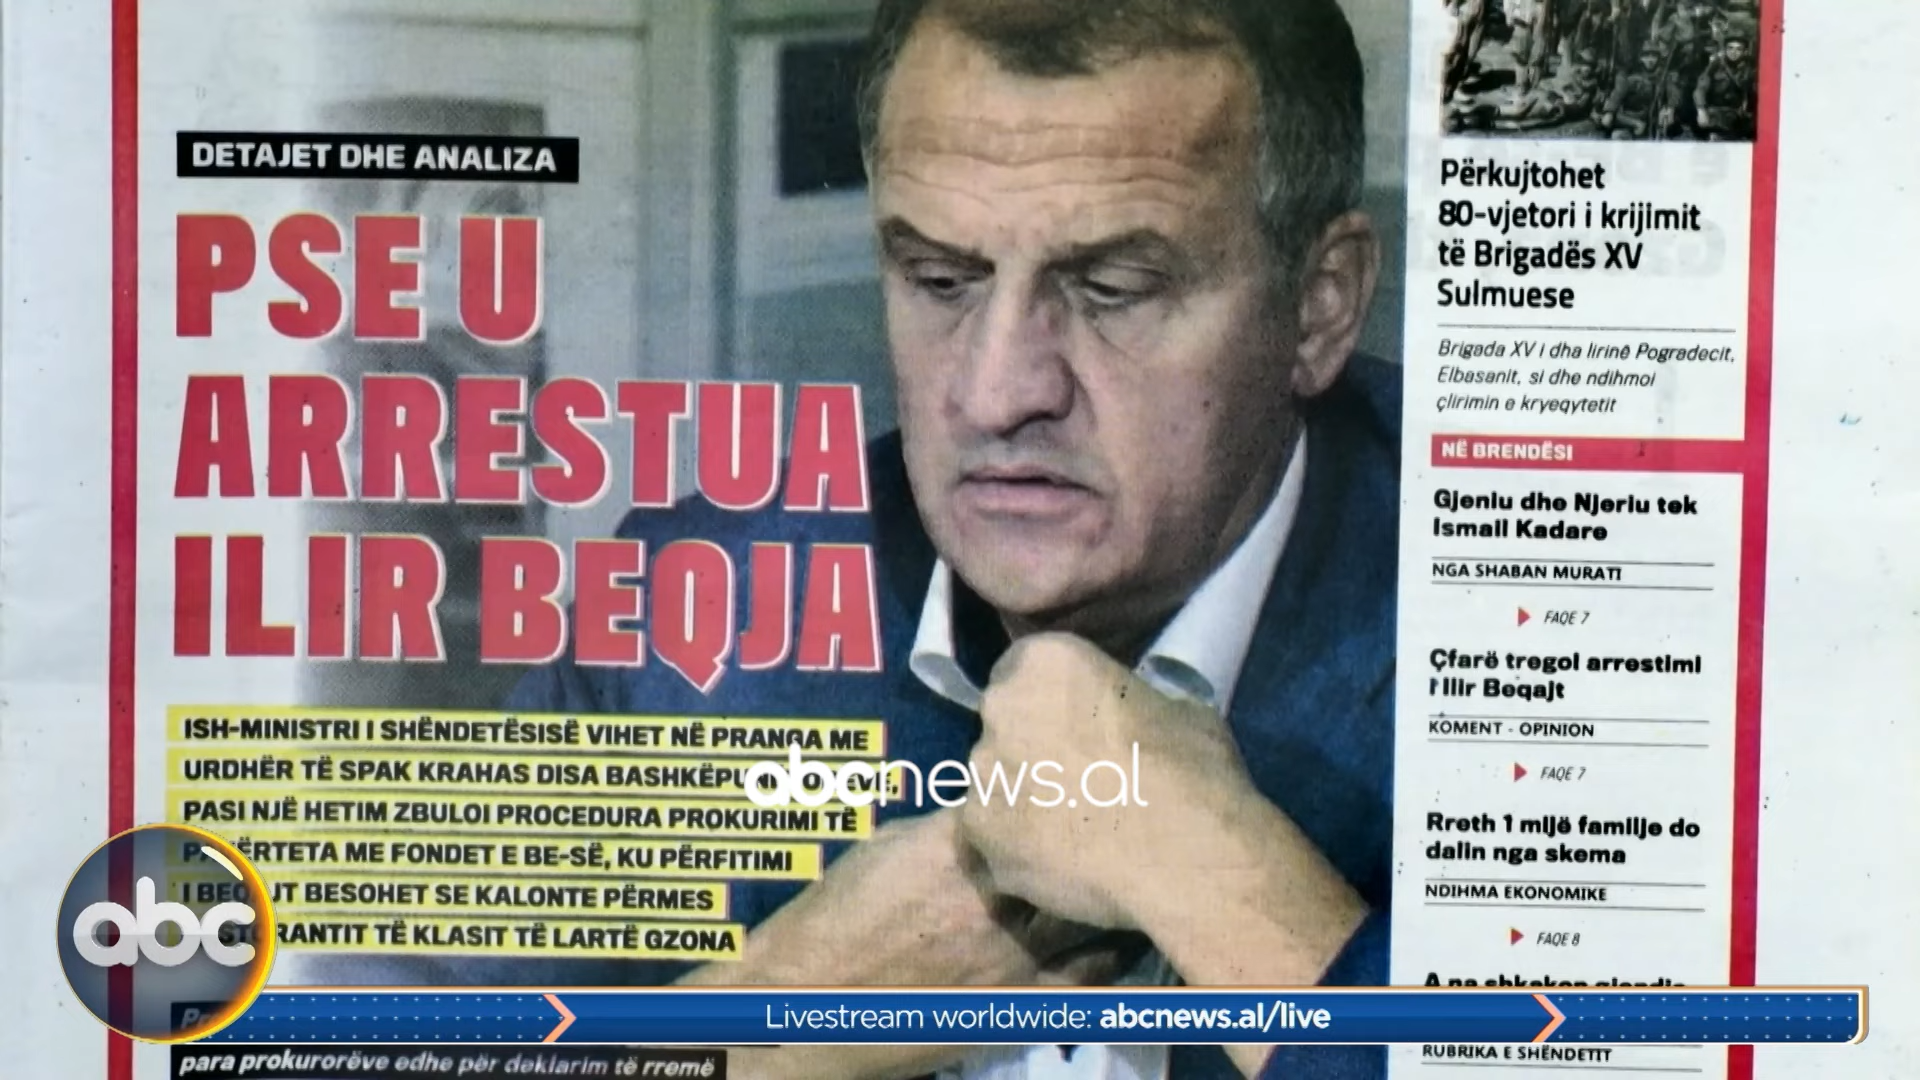 DETAJET DHE ANALIZA
PSE U
ARRESTUA
ILIR BEQJA
ISH-MINISTRI I SHËNDETËSISË VIHET NË PRANGA ME
URDHËR TË SPAK KRAHAS DISA
PASI NJË HETIM ZBULOI PROCEDURA PROKURIMI TË
ME FONDET E BE-SË, KU PËRFITIMI
I BESOHET SE KALONTE PËRMES
TË KLASIT TË LARTË GZONA
para prokurorëve edhe për deklarim të rremë
Përkujtohet
80-vjetori i krijimit
të Brigadës XV
Sulmuese
Brigada XV i dha lirinë Pogradecit,
Elbasanit, si dhe ndihmoi
çlirimin e kryeqytetit
NË BRENDËSI
Gjeniu dhe Njeriu tek
Ismail Kadare
NGA SHABAN MURATI
FAQE 7
Çfarë tregoi arrestimi
i Ilir Beqajt
KOMENT - OPINION
FAQE 7
Rreth 1 mijë familje do
dalin nga skema
NDIHMA EKONOMIKE
FAQE 8
RUBRIKA E SHËNDETIT
abcnews.al
abc
Livestream worldwide: abcnews.al/live